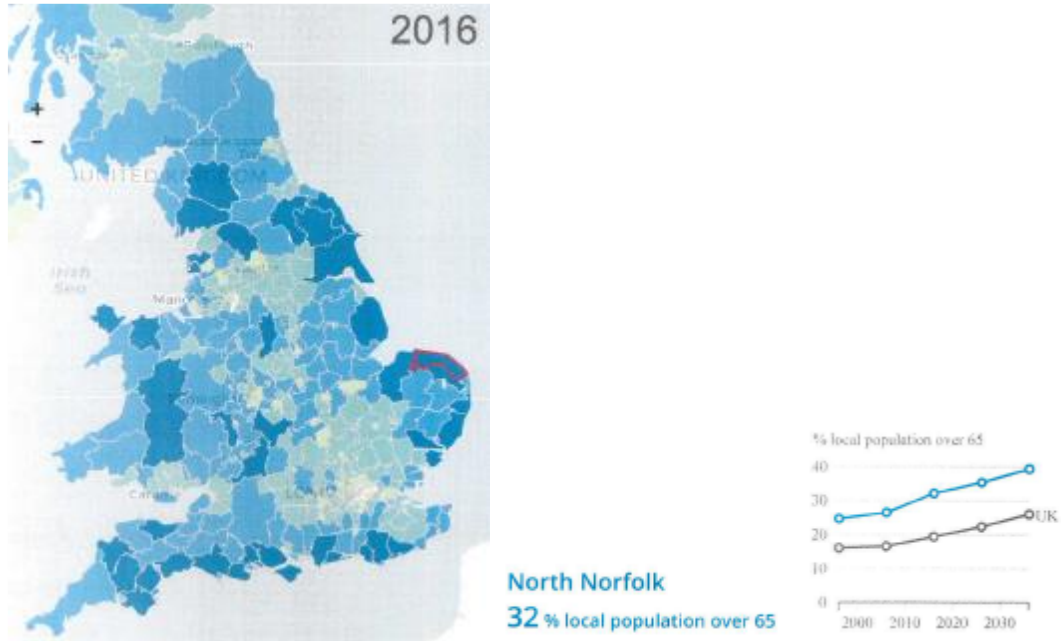 2016
+
−
UNITED KINGDOM
Irish
Sea
% local population over 65
40
30
20
UK
10
0
2000 2010 2020 2030
North Norfolk
32 % local population over 65